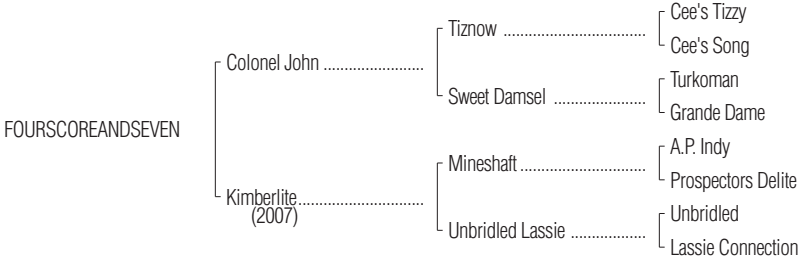 Cee's Tizzy
Tiznow ....................................
Cee's Song
Colonel John .........................
Turkoman
Sweet Damsel .......................
Grande Dame
FOURSCOREANDSEVEN
A.P. Indy
Mineshaft................................
Prospectors Delite
Kimberlite...............................
(2007)
Unbridled
Unbridled Lassie ...................
Lassie Connection